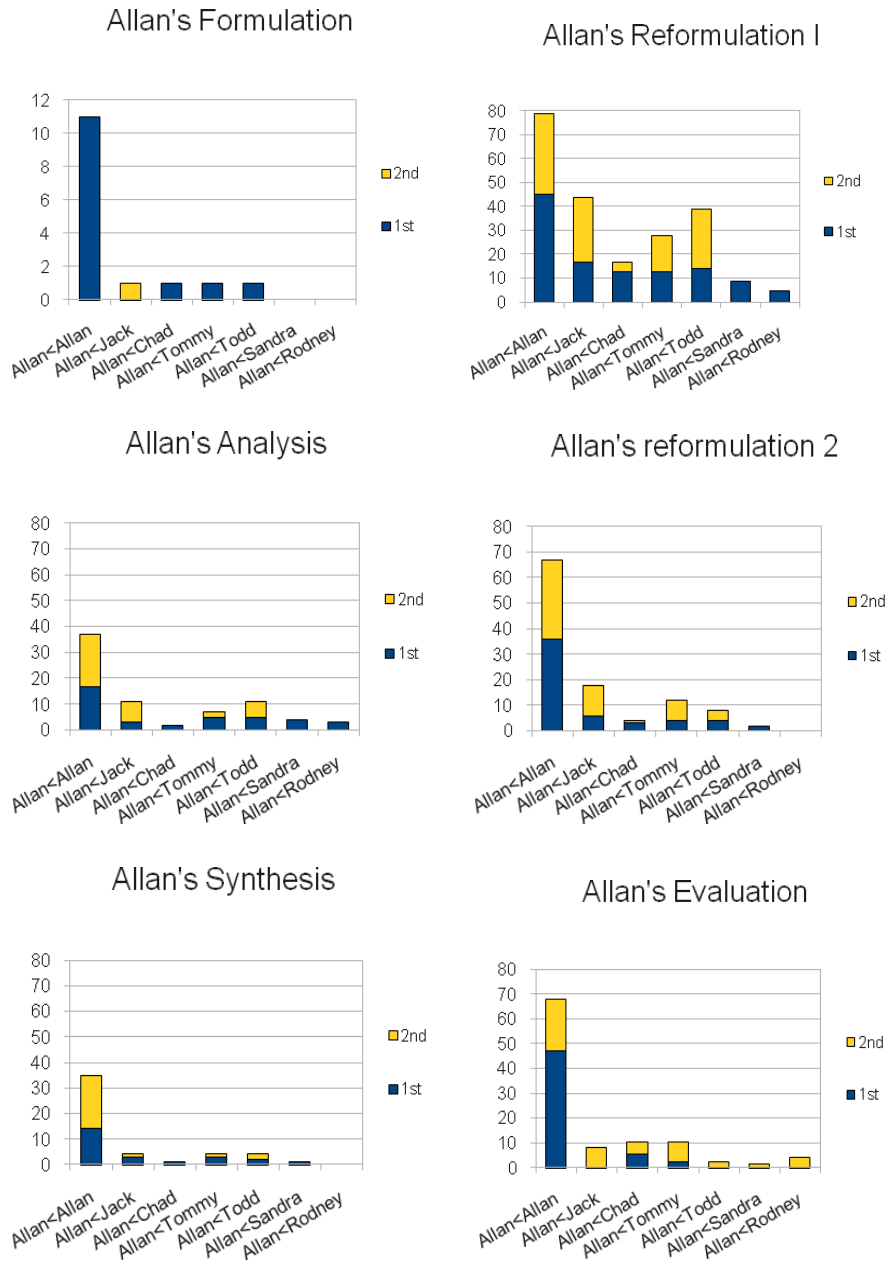 Allan's Formulation
12
10
8
6
4
2
0
2nd
1st
Allan<Allan
Allan<Jack
Allan<Chad
Allan<Tommy
Allan<Todd
Allan<Sandra
Allan<Rodney
Allan's Reformulation I
80
70
60
50
40
30
20
10
0
2nd
1st
Allan<Allan
Allan<Jack
Allan<Chad
Allan<Tommy
Allan<Todd
Allan<Sandra
Allan<Rodney
Allan's Analysis
80
70
60
50
40
30
20
10
0
2nd
1st
Allan<Allan
Allan<Jack
Allan<Chad
Allan<Tommy
Allan<Todd
Allan<Sandra
Allan<Rodney
Allan's reformulation 2
80
70
60
50
40
30
20
10
0
2nd
1st
Allan<Allan
Allan<Jack
Allan<Chad
Allan<Tommy
Allan<Todd
Allan<Sandra
Allan<Rodney
Allan's Synthesis
80
70
60
50
40
30
20
10
0
2nd
1st
Allan<Allan
Allan<Jack
Allan<Chad
Allan<Tommy
Allan<Todd
Allan<Sandra
Allan<Rodney
Allan's Evaluation
80
70
60
50
40
30
20
10
0
2nd
1st
Allan<Allan
Allan<Jack
Allan<Chad
Allan<Tommy
Allan<Todd
Allan<Sandra
Allan<Rodney